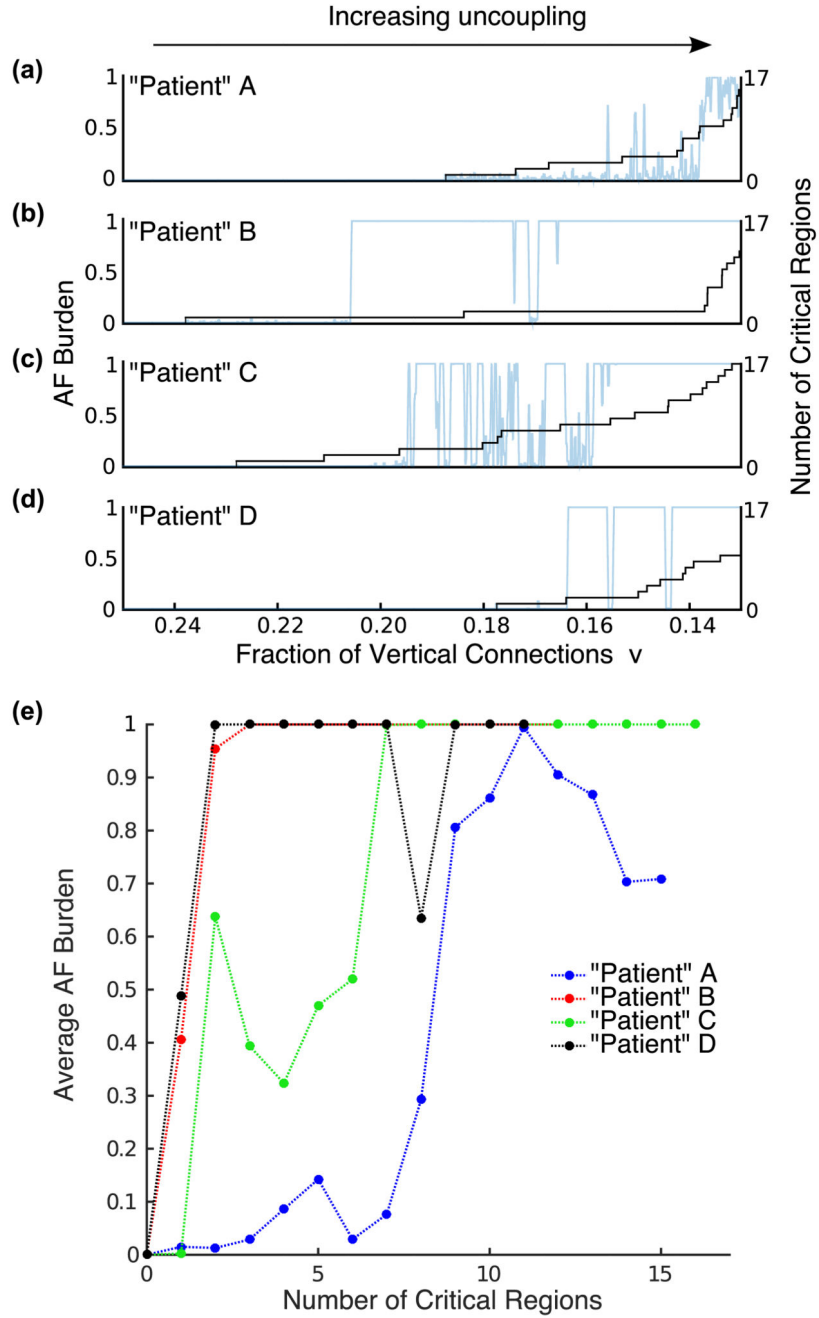 Increasing uncoupling
(a)
"Patient" A
1
0.5
0
17
0
(b)
"Patient" B
1
0.5
0
17
0
(c)
"Patient" C
1
0.5
0
17
0
(d)
"Patient" D
1
0.5
0
17
0
AF Burden
Number of Critical Regions
0.24 0.22 0.20 0.18 0.16 0.14
Fraction of Vertical Connections v
(e)
1
0.9
0.8
0.7
0.6
0.5
0.4
0.3
0.2
0.1
0
Average AF Burden
"Patient" A
"Patient" B
"Patient" C
"Patient" D
0 5 10 15
Number of Critical Regions